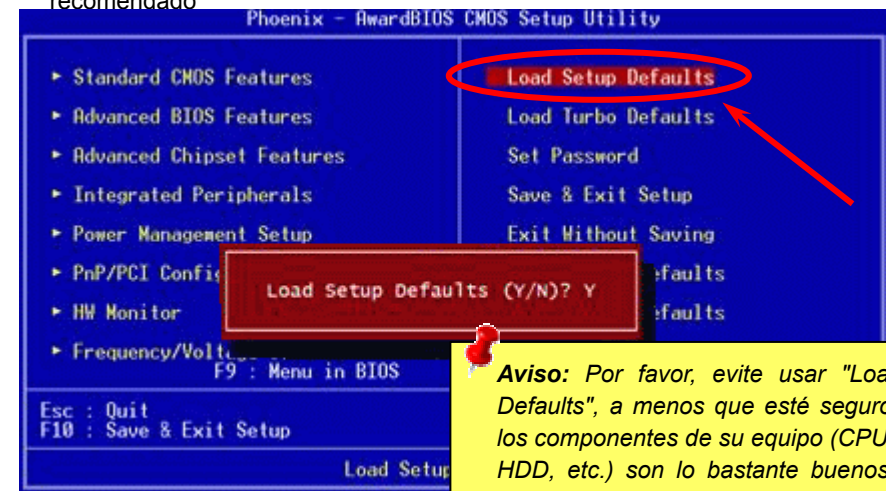 recomendado
Phoenix - AwardBIOS CMOS Setup Utility
► Standard CMOS Features
► Advanced BIOS Features
► Advanced Chipset Features
► Integrated Peripherals
► Power Management Setup
► PnP/PCI Config
► HW Monitor
► Frequency/Volt
Load Setup Defaults
Load Turbo Defaults
Set Password
Save & Exit Setup
Exit Without Saving
faults
faults
Load Setup Defaults (Y/N)? Y
F9 : Menu in BIOS
Esc : Quit
F10 : Save & Exit Setup
Load Setup
Aviso: Por favor, evite usar "Loa
Defaults", a menos que esté seguro
los componentes de su equipo (CPU
HDD, etc.) son lo bastante buenos